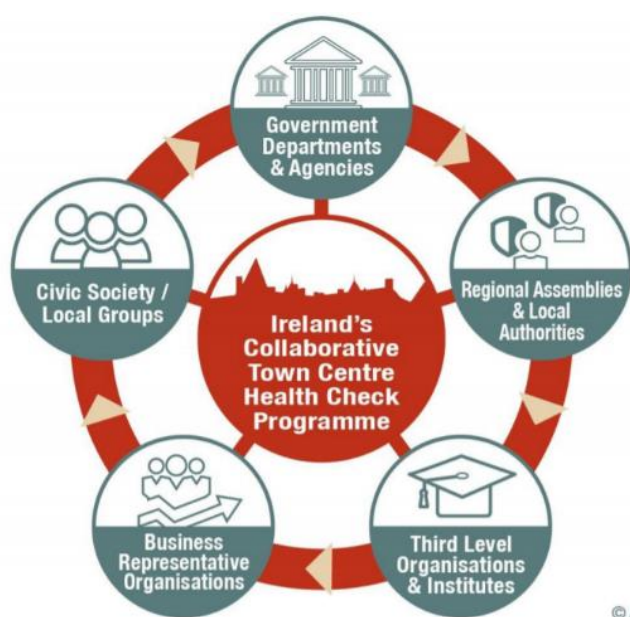 Government
Departments
& Agencies
Civic Society /
Local Groups
Regional Assemblies
& Local
Authorities
Ireland's
Collaborative
Town Centre
Health Check
Programme
Business
Representative
Organisations
Third Level
Organisations
& Institutes
©